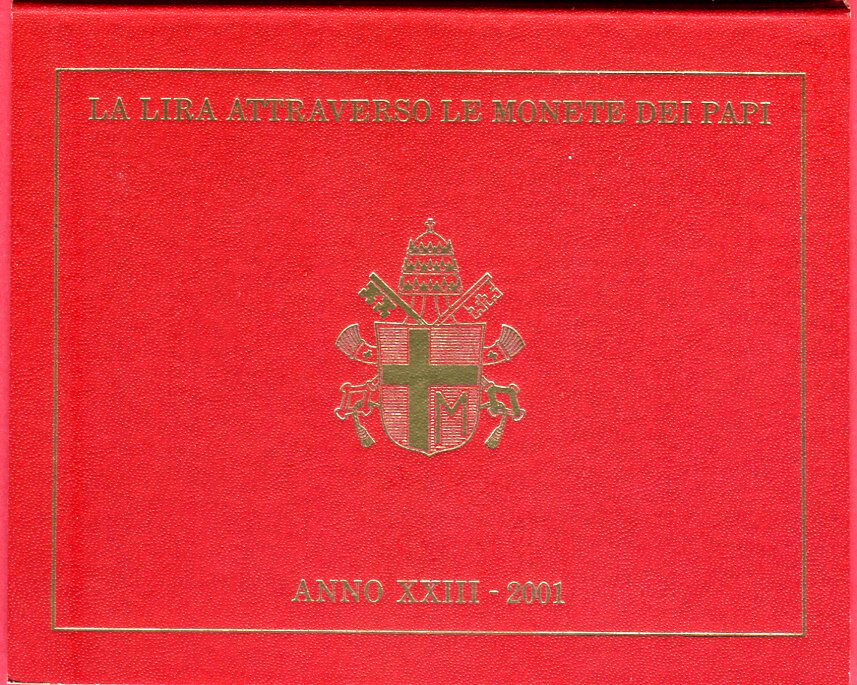 LA LIRA ATTRAVERSO LE MONETE DEI PAPI
M
ANNO XXIII - 2001